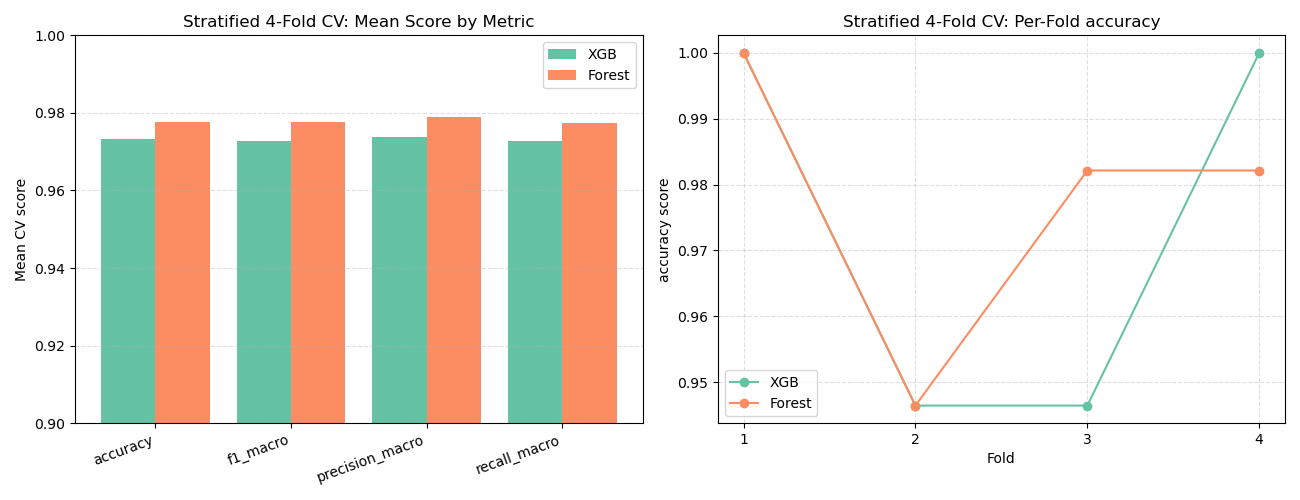 Stratified 4-Fold CV: Mean Score by Metric
Mean CV score
1.00
0.98
0.96
0.94
0.92
0.90
XGB
Forest
accuracy
f1_macro
precision_macro
recall_macro
Stratified 4-Fold CV: Per-Fold accuracy
accuracy score
1.00
0.99
0.98
0.97
0.96
0.95
XGB
Forest
1 2 3 4
Fold